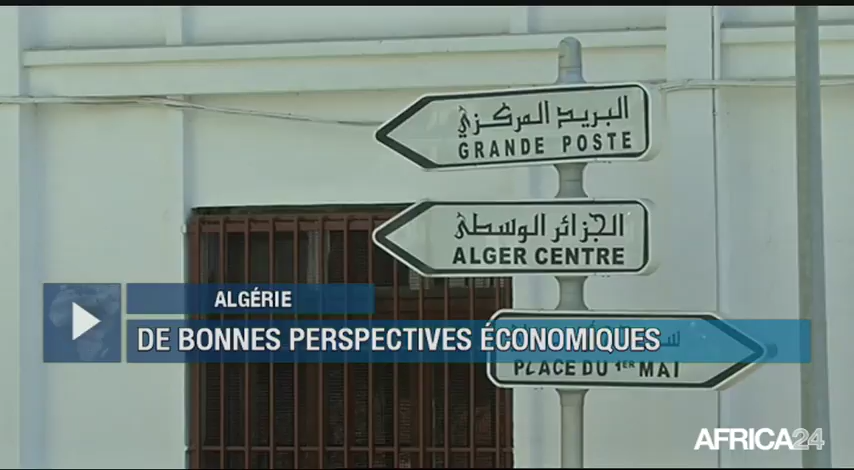 البريد المركزي
GRANDE POSTE
الجزائر الوسطى
ALGER CENTRE
ALGÉRIE
DE BONNES PERSPECTIVES ÉCONOMIQUES
PLACE DU 1ER MAI
AFRICA24